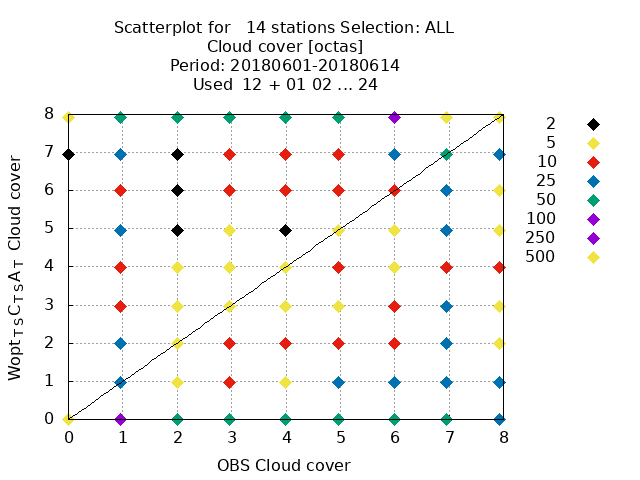 Scatterplot for   14 stations Selection: ALL
Cloud cover [octas]
Period: 20180601-20180614
Used  12 + 01 02 ... 24
8
7
6
5
4
3
2
1
0
0 1 2 3 4 5 6 7 8
Wopt T S C T S A T  Cloud cover
OBS Cloud cover
2
5
10
25
50
100
250
500